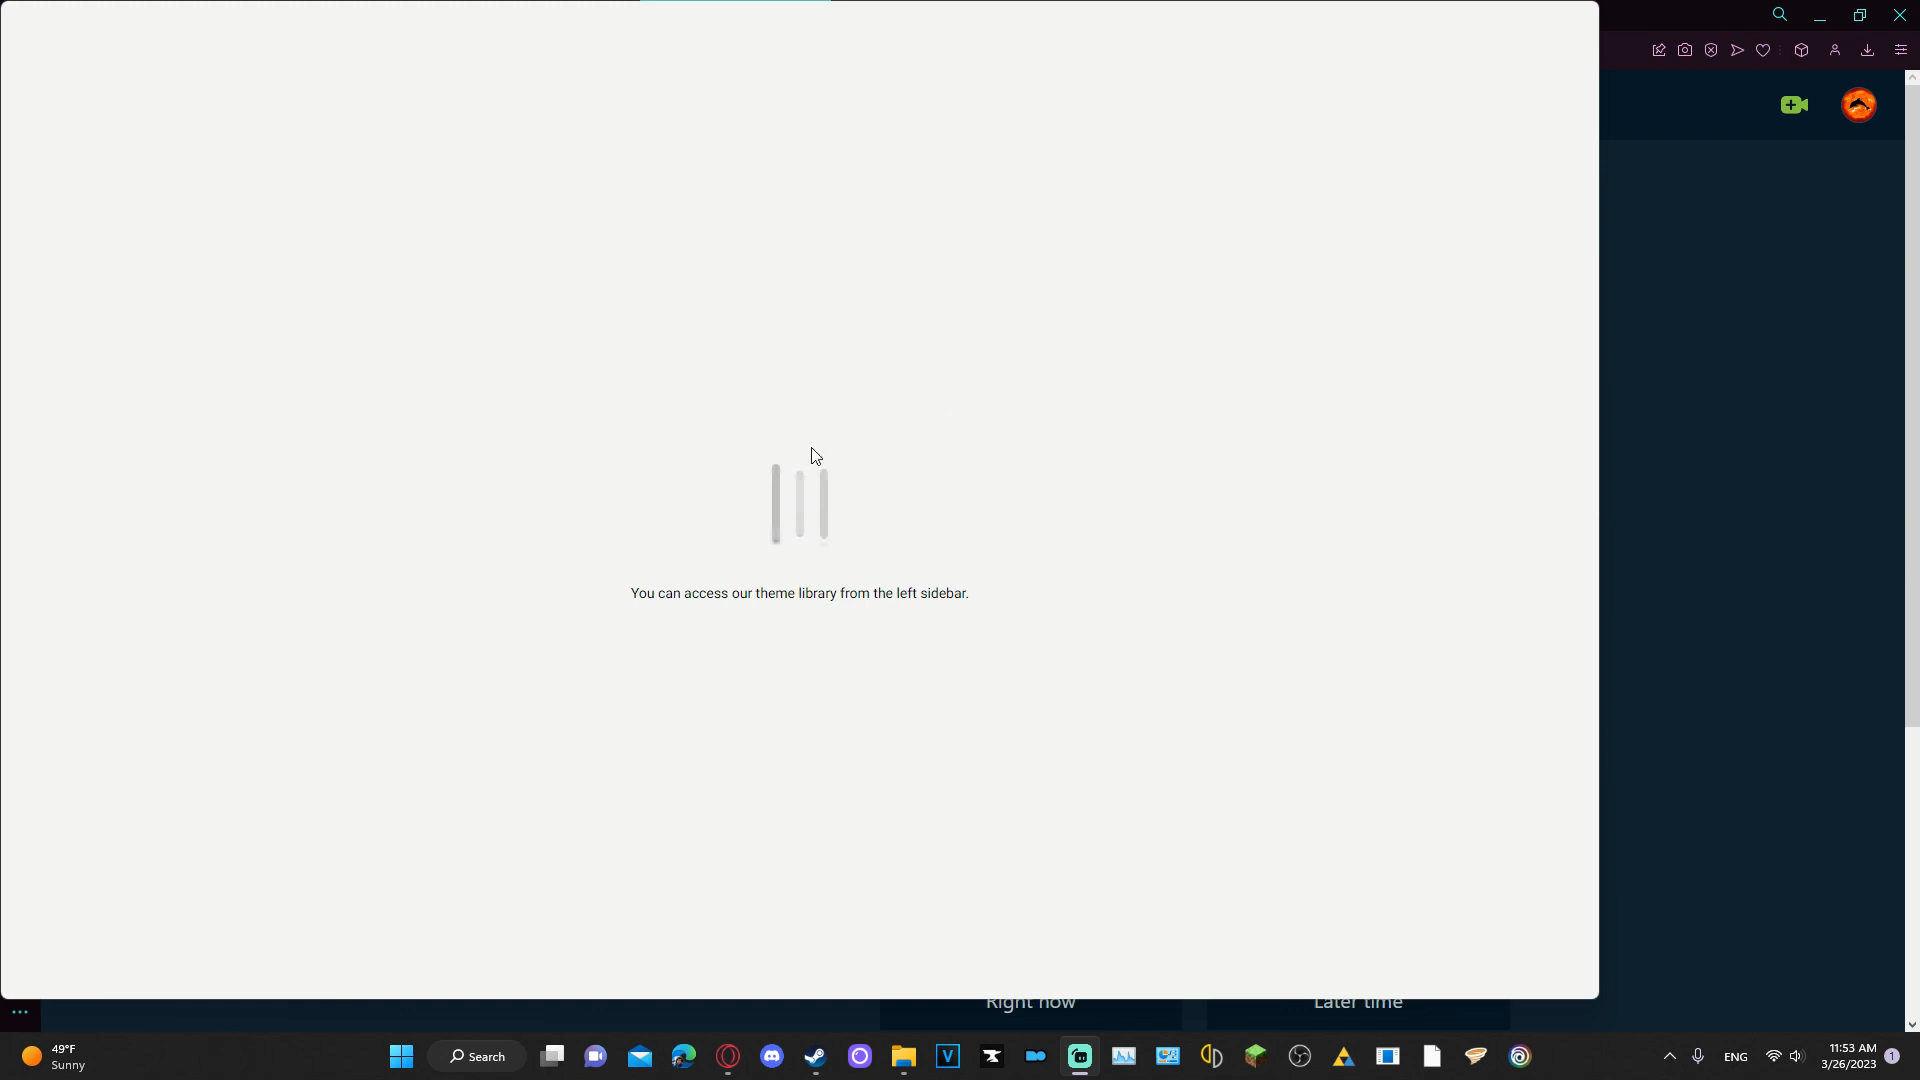 You can access our theme library from the left sidebar.
Right now
Later time
49°F
Sunny
Search
V
ENG
11:53 AM
3/26/2023
1